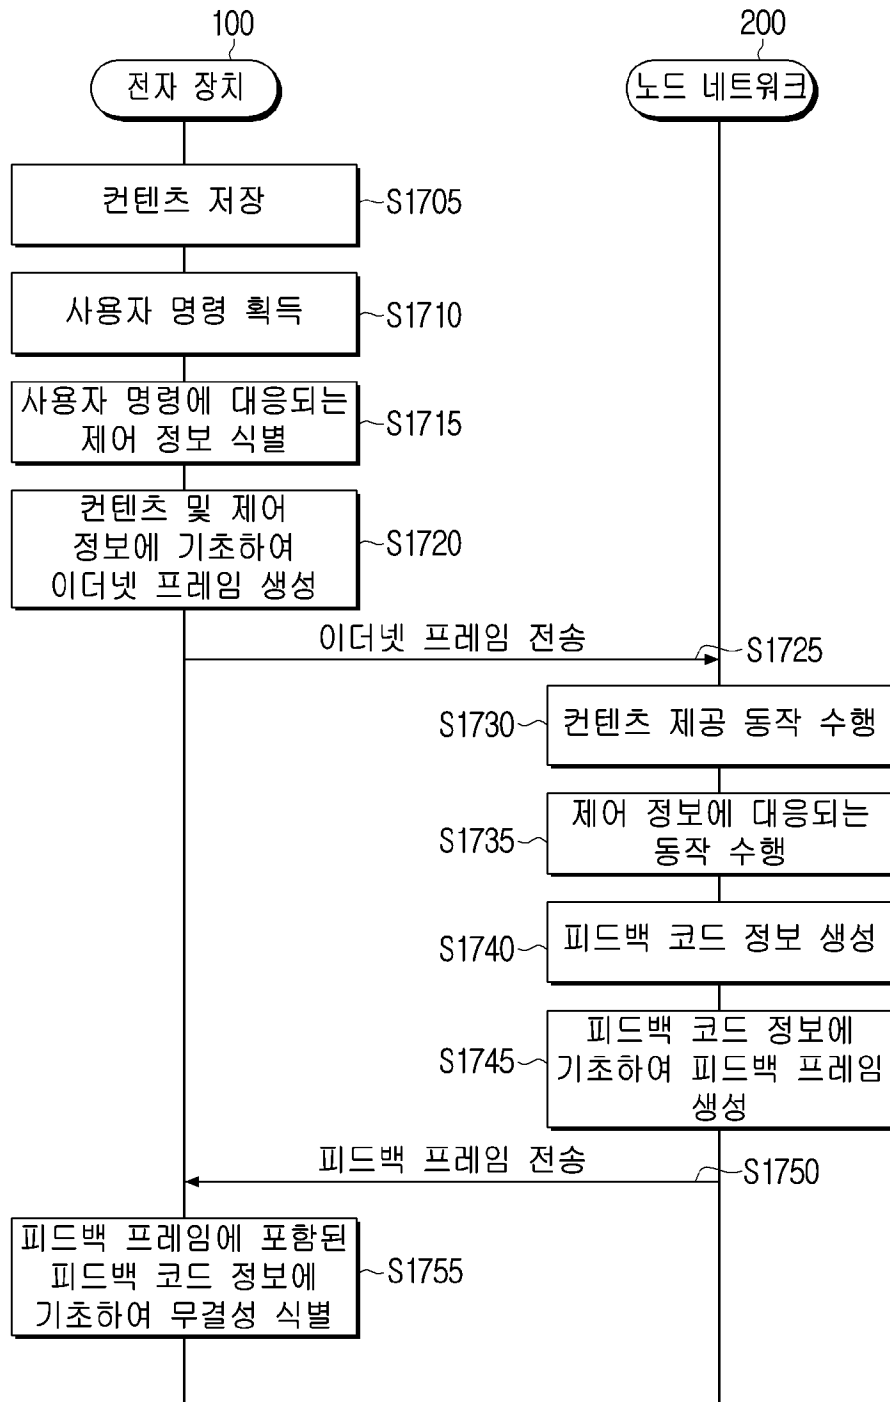 100
200
전자 장치
노드 네트워크
컨텐츠 저장
S1705
사용자 명령 획득
S1710
사용자 명령에 대응되는
제어 정보 식별
S1715
컨텐츠 및 제어
정보에 기초하여
이더넷 프레임 생성
S1720
이더넷 프레임 전송
S1725
S1730
컨텐츠 제공 동작 수행
S1735
제어 정보에 대응되는
동작 수행
S1740
피드백 코드 정보 생성
S1745
피드백 코드 정보에
기초하여 피드백 프레임
생성
피드백 프레임 전송
S1750
피드백 프레임에 포함된
피드백 코드 정보에
기초하여 무결성 식별
S1755